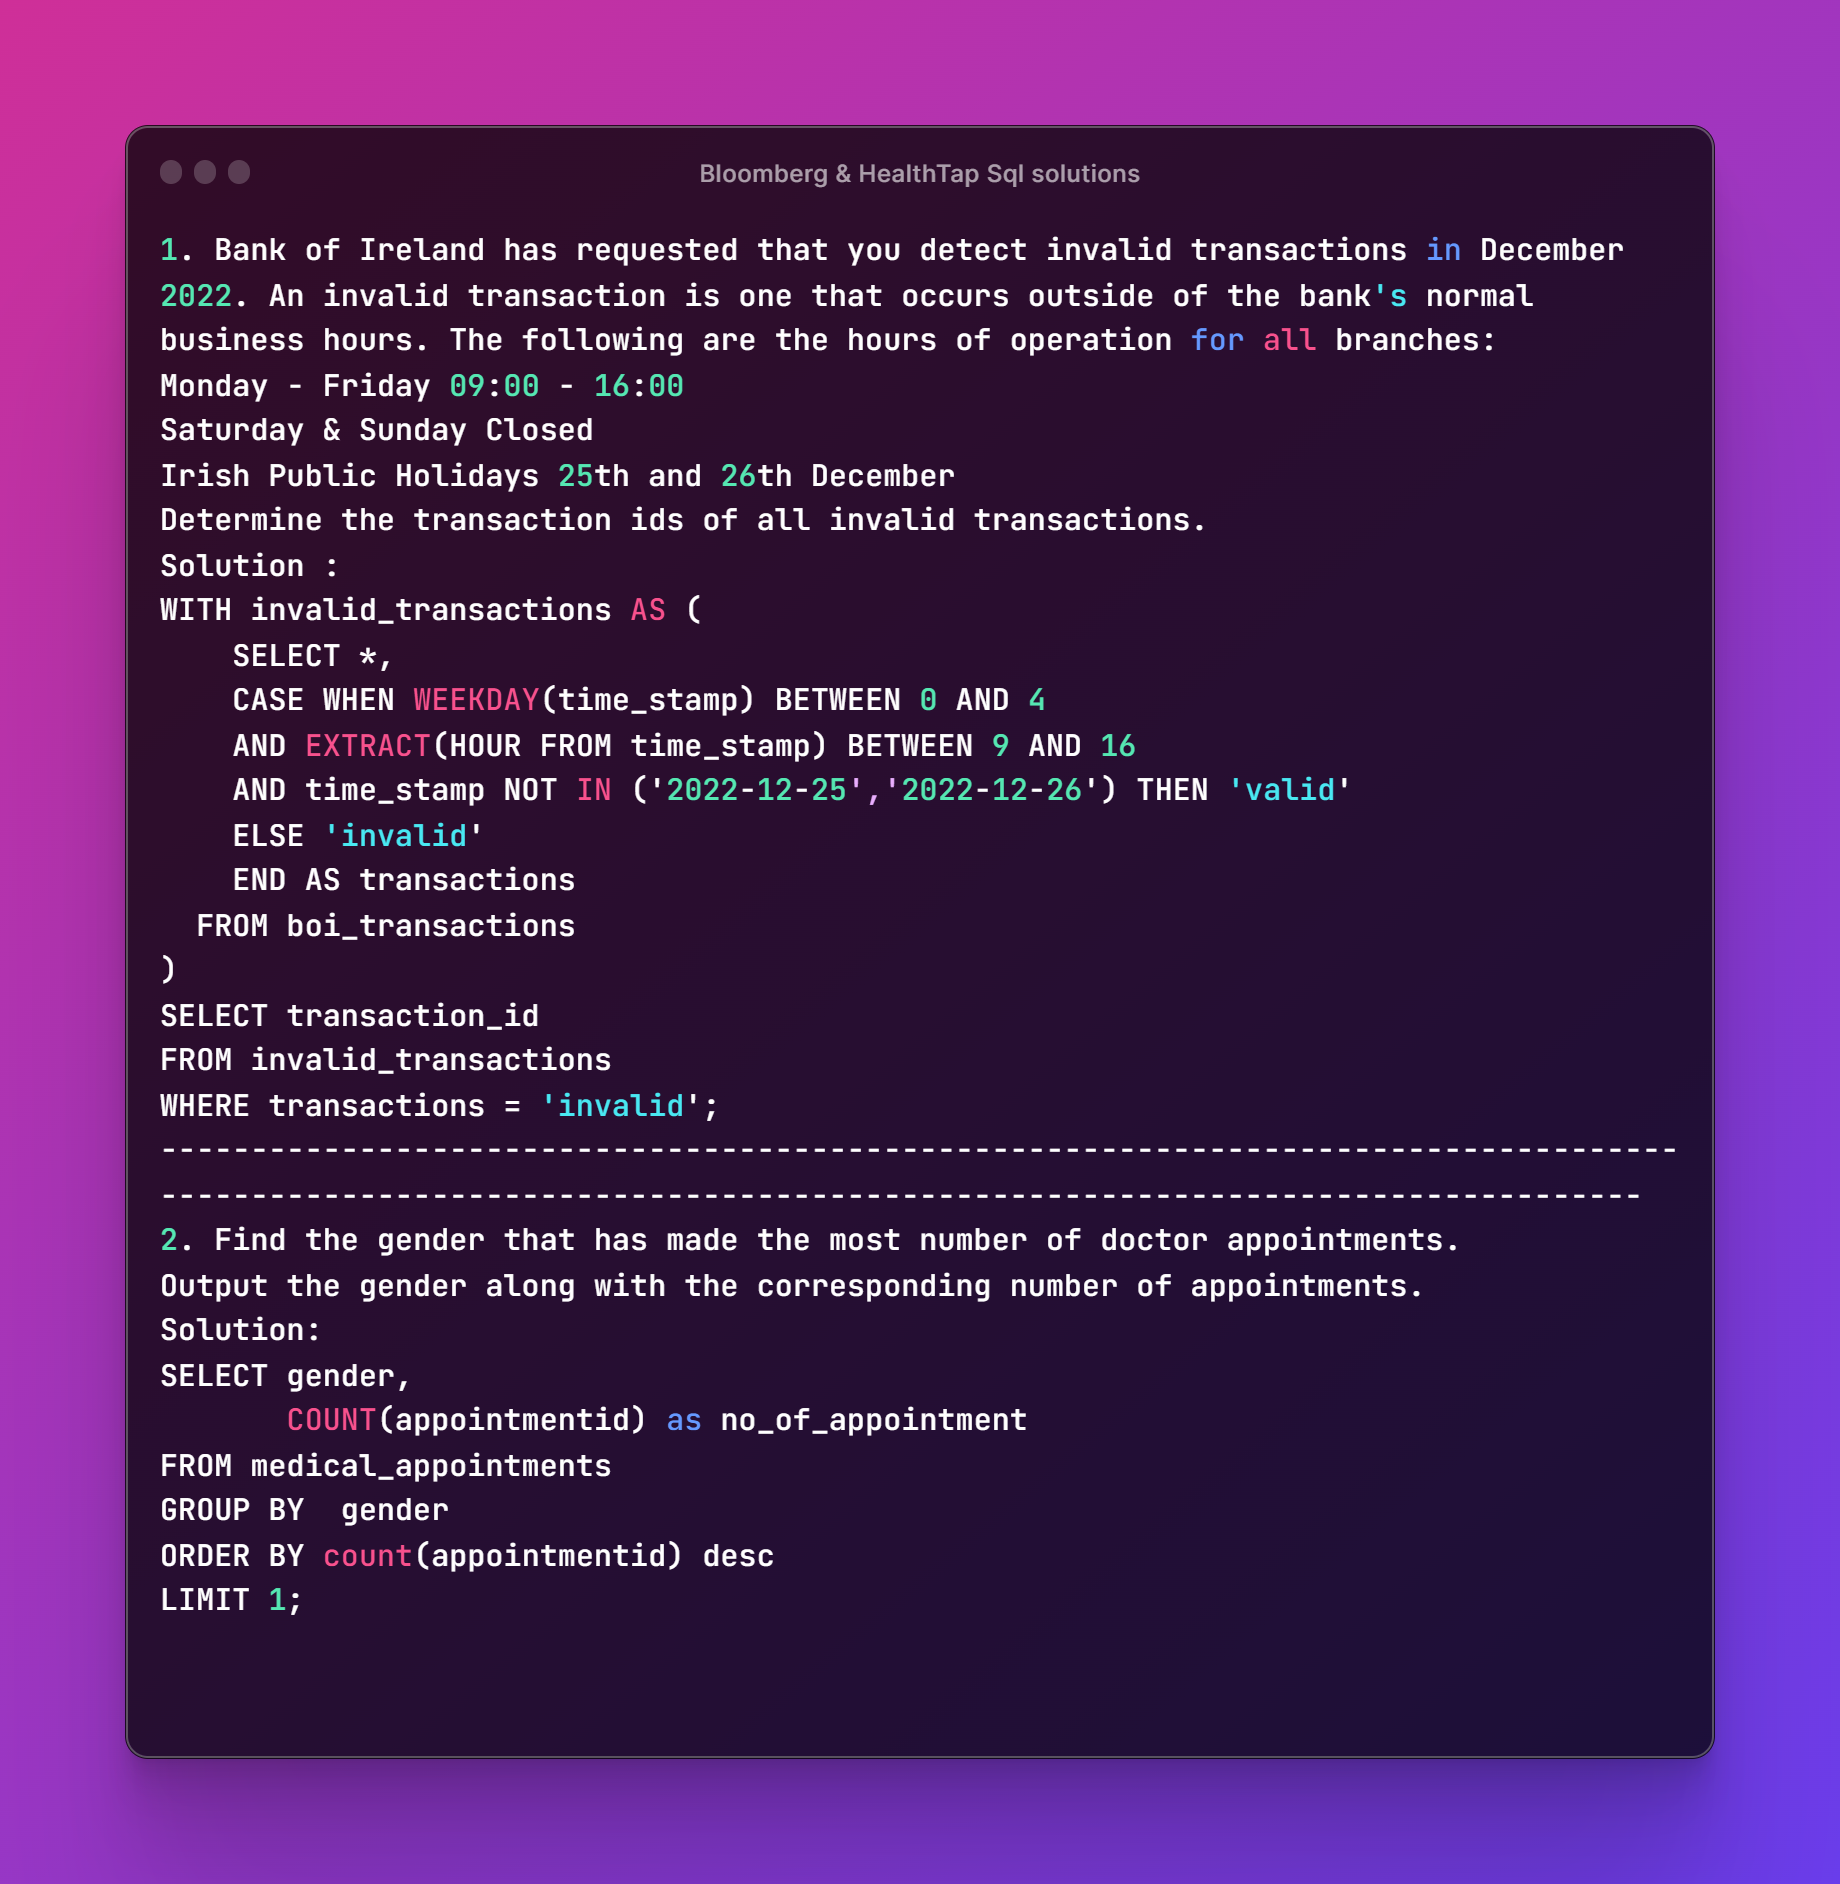 Bloomberg & HealthTap Sql solutions
1. Bank of Ireland has requested that you detect invalid transactions in December
2022. An invalid transaction is one that occurs outside of the bank's normal
business hours. The following are the hours of operation for all branches:
Monday - Friday 09:00 - 16:00
Saturday & Sunday Closed
Irish Public Holidays 25th and 26th December
Determine the transaction ids of all invalid transactions.
Solution :
WITH invalid_transactions AS (
    SELECT *,
    CASE WHEN WEEKDAY(time_stamp) BETWEEN 0 AND 4
    AND EXTRACT(HOUR FROM time_stamp) BETWEEN 9 AND 16
    AND time_stamp NOT IN ('2022-12-25','2022-12-26') THEN 'valid'
    ELSE 'invalid'
    END AS transactions
  FROM boi_transactions
)
SELECT transaction_id
FROM invalid_transactions
WHERE transactions = 'invalid';
------------------------------------------------------------------------------------
----------------------------------------------------------------------------------
2. Find the gender that has made the most number of doctor appointments.
Output the gender along with the corresponding number of appointments.
Solution:
SELECT gender,
       COUNT(appointmentid) as no_of_appointment
FROM medical_appointments
GROUP BY  gender
ORDER BY count(appointmentid) desc
LIMIT 1;